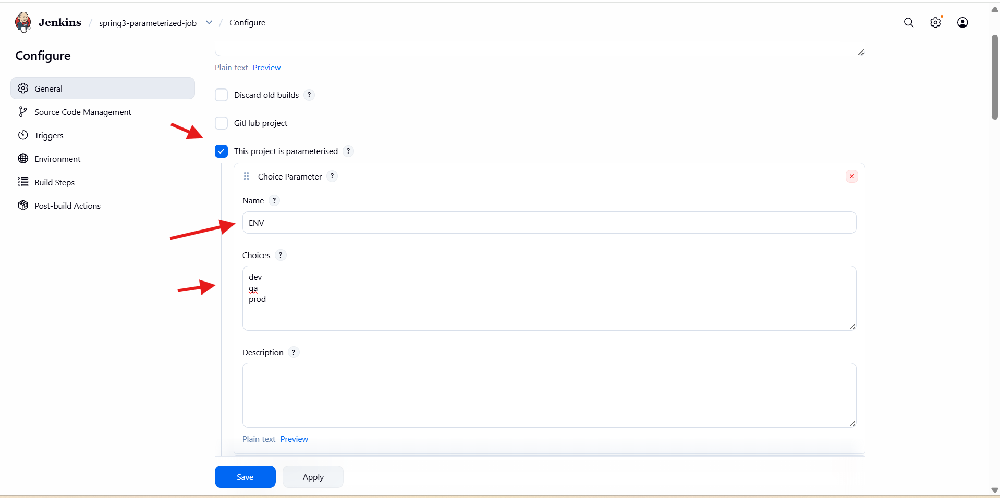 Jenkins / spring3-parameterized-job / Configure
Configure
General
Source Code Management
Triggers
Environment
Build Steps
Post-build Actions
Plain text Preview
Discard old builds ?
GitHub project
This project is parameterised ?
Choice Parameter ?
Name ?
ENV
Choices ?
dev
qa
prod
Description ?
Plain text Preview
Save Apply